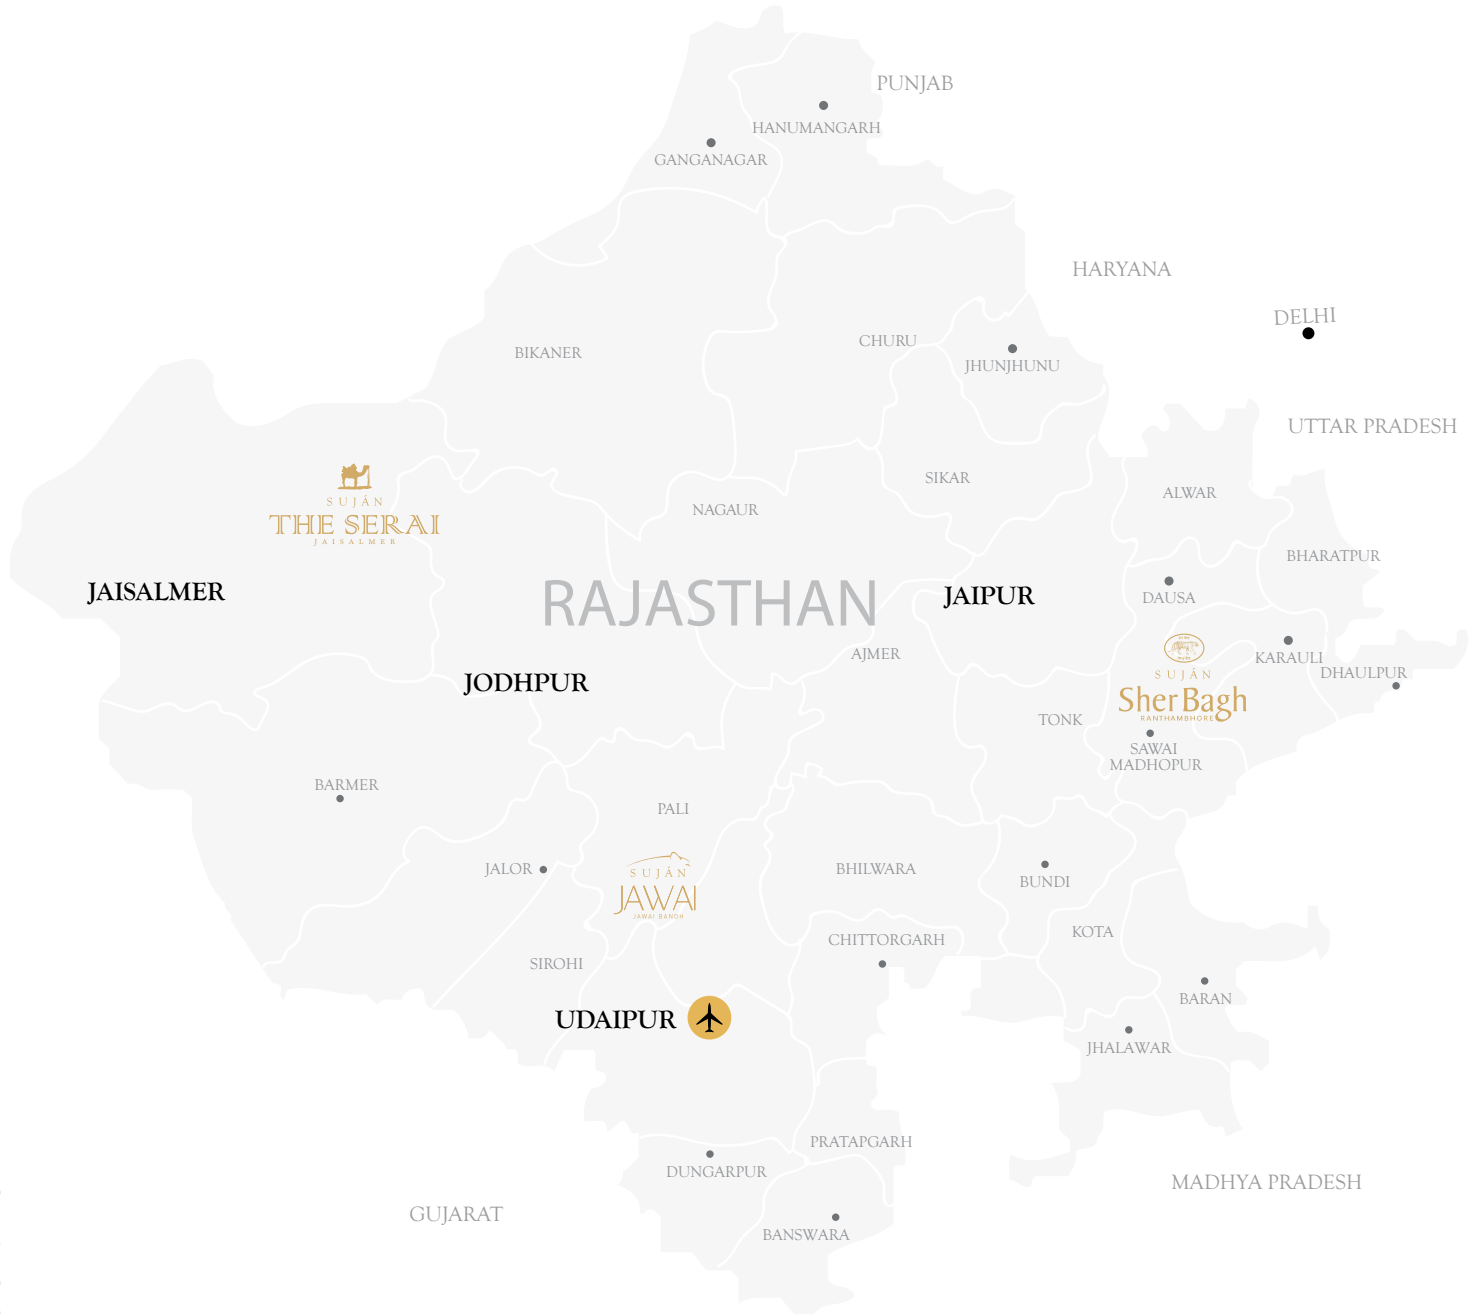 PUNJAB
HANUMANGARH
GANGANAGAR
HARYANA
DELHI
CHURU
BIKANER
JHUNJHUNU
UTTAR PRADESH
SIKAR
ALWAR
SUJÁN
THE SERAI
JAISALMER
NAGAUR
BHARATPUR
JAISALMER
RAJASTHAN
JAIPUR
DAUSA
AJMER
KARAULI
DHAULPUR
SUJÁN
Sher Bagh
RANTHAMBHORE
JODHPUR
TONK
SAWAI
MADHOPUR
BARMER
PALI
JALOR
SUJÁN
JAWAI
JAWAI BANDH
BHILWARA
BUNDI
CHITTORGARH
KOTA
SIROHI
BARAN
UDAIPUR
JHALAWAR
PRATAPGARH
DUNGARPUR
MADHYA PRADESH
GUJARAT
BANSWARA